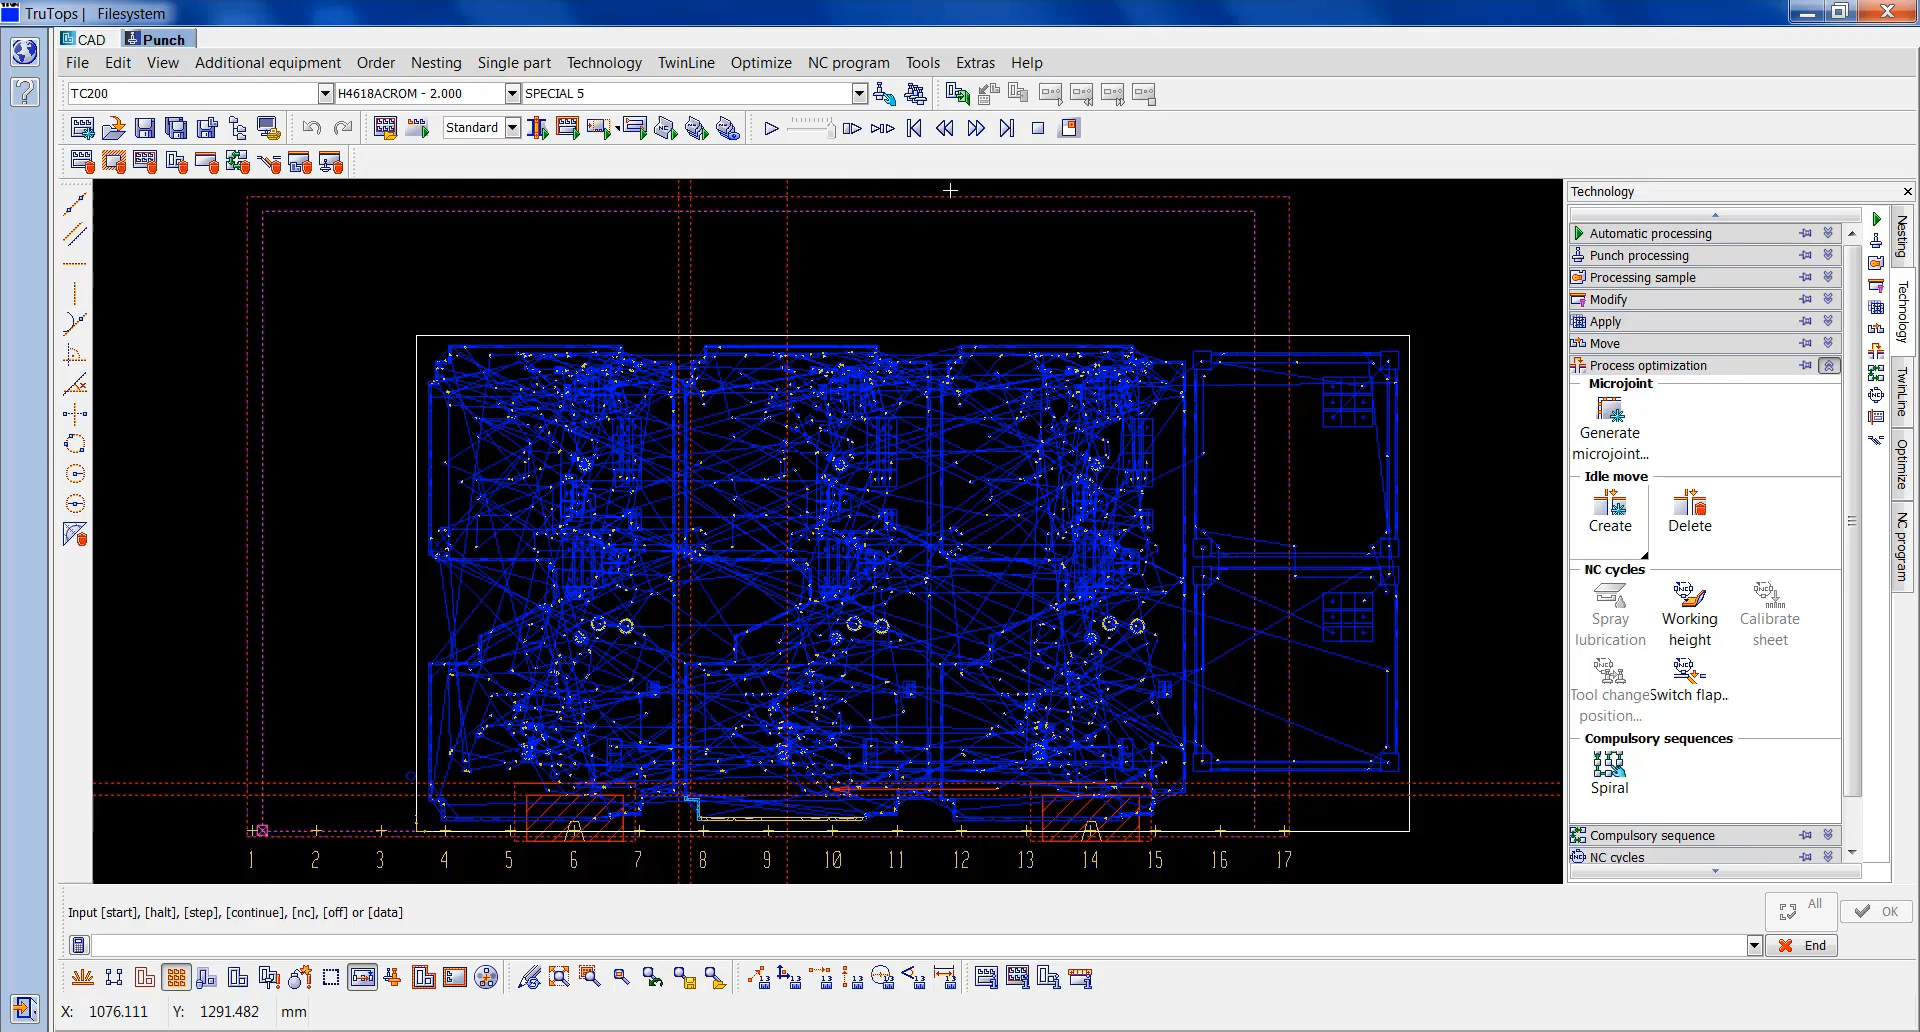 TruTops | Filesystem
CAD Punch
File Edit View Additional equipment Order Nesting Single part Technology TwinLine Optimize NC program Tools Extras Help
TC200 H4618ACROM - 2.000 SPECIAL 5
Standard
Technology
Automatic processing
Punch processing
Processing sample
Modify
Apply
Move
Process optimization
Microjoint
Generate
microjoint...
Idle move
Create Delete
NC cycles
Spray
lubrication
Working
height
Calibrate
sheet
Tool change
position...
Switch flap..
Compulsory sequences
Spiral
Compulsory sequence
NC cycles
Nesting
Technology
TwinLine
Optimize
NC program
1 2 3 4 5 6 7 8 9 10 11 12 13 14 15 16 17
Input [start], [halt], [step], [continue], [nc], [off] or [data]
All
OK
End
X: 1076.111 Y: 1291.482 mm